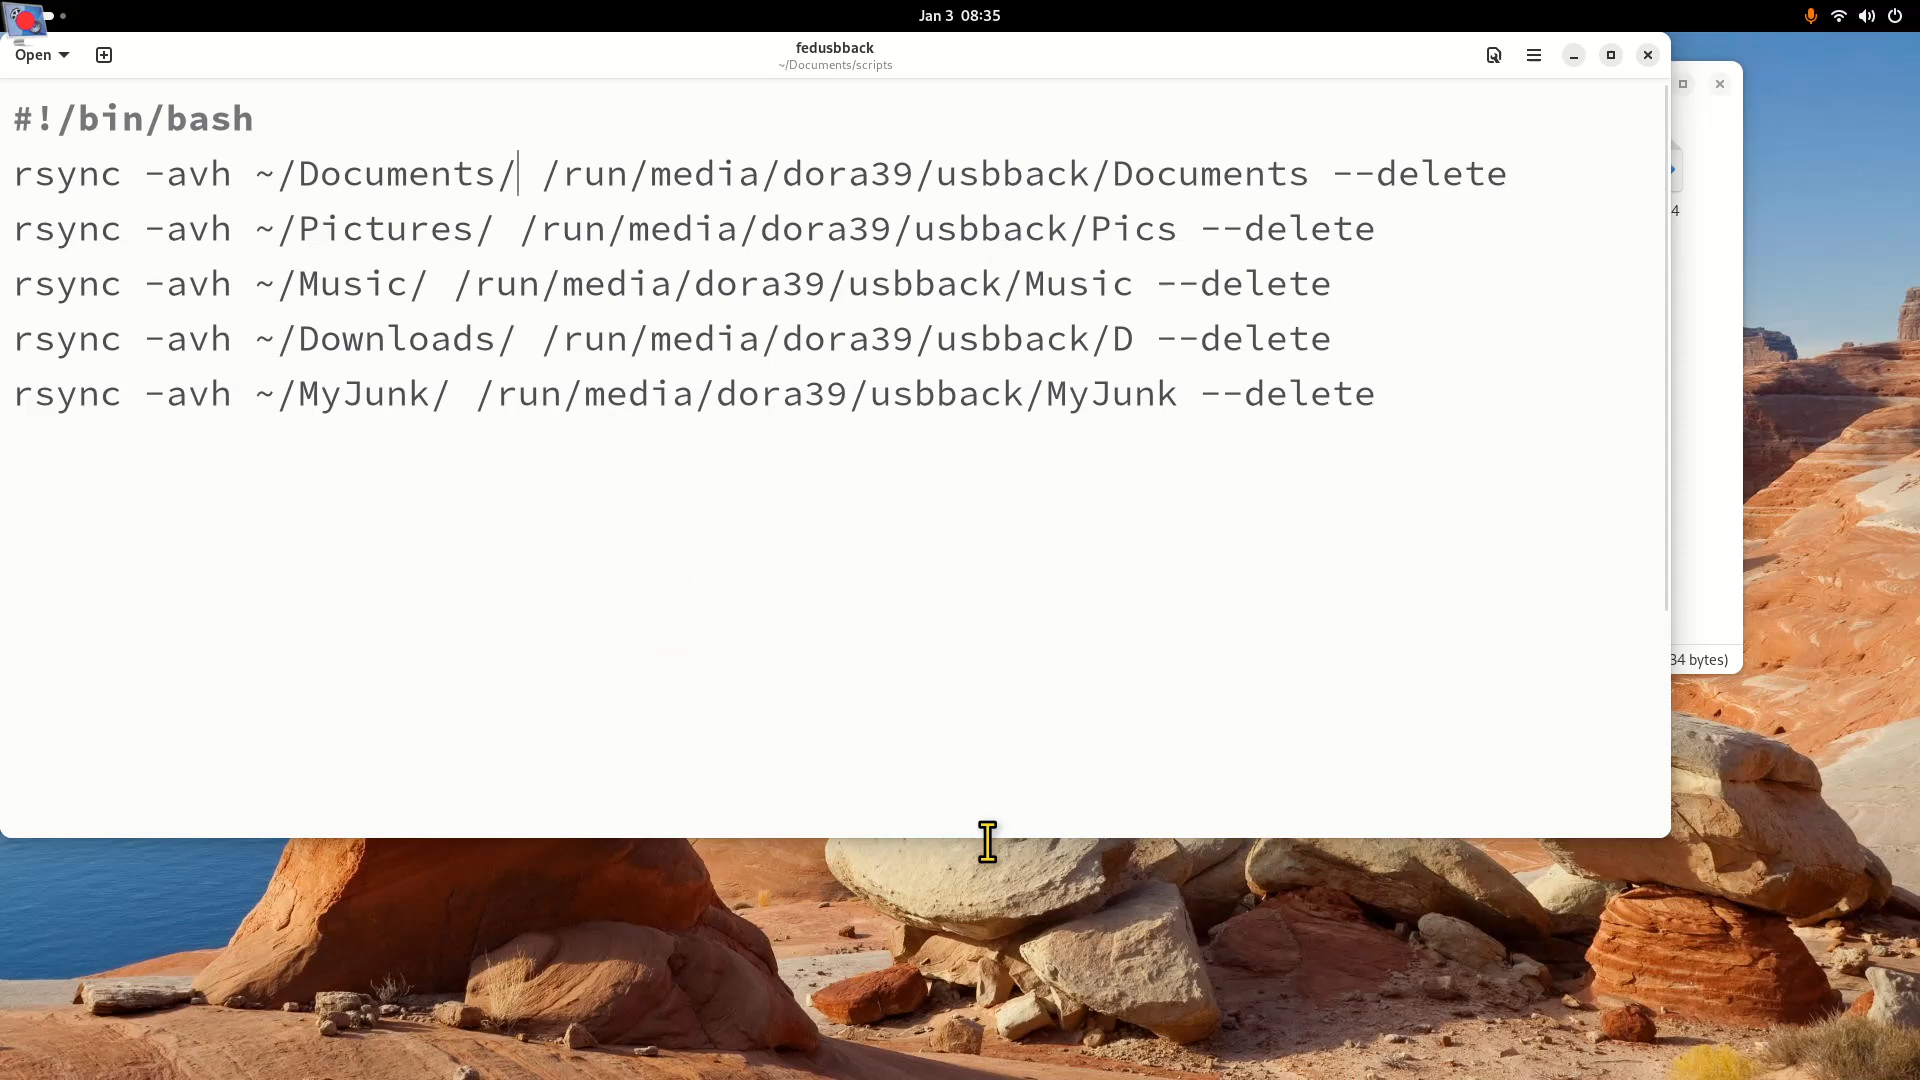 Jan 3 08:35
Open
fedusbback
~/Documents/scripts
#!/bin/bash
rsync -avh ~/Documents/ /run/media/dora39/usbback/Documents --delete
rsync -avh ~/Pictures/ /run/media/dora39/usbback/Pics --delete
rsync -avh ~/Music/ /run/media/dora39/usbback/Music --delete
rsync -avh ~/Downloads/ /run/media/dora39/usbback/D --delete
rsync -avh ~/MyJunk/ /run/media/dora39/usbback/MyJunk --delete
4
34 bytes)